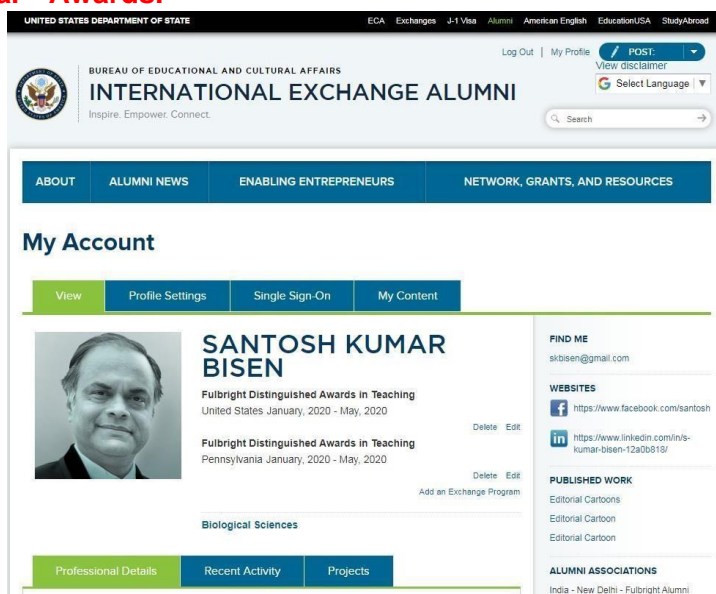 Awards:
UNITED STATES DEPARTMENT OF STATE
ECA Exchanges J-1 Visa Alumni American English EducationUSA StudyAbroad
Log Out | My Profile POST:
View disclaimer
BUREAU OF EDUCATIONAL AND CULTURAL AFFAIRS
INTERNATIONAL EXCHANGE ALUMNI
Inspire. Empower. Connect.
G Select Language
Search
ABOUT ALUMNI NEWS ENABLING ENTREPRENEURS NETWORK, GRANTS, AND RESOURCES
My Account
View Profile Settings Single Sign-On My Content
SANTOSH KUMAR
BISEN
Fulbright Distinguished Awards in Teaching
United States January, 2020 - May, 2020
Delete Edit
Fulbright Distinguished Awards in Teaching
Pennsylvania January, 2020 - May, 2020
Delete Edit
Add an Exchange Program
Biological Sciences
Professional Details Recent Activity Projects
FIND ME
skbisen@gmail.com
WEBSITES
f https://www.facebook.com/santosh
in https://www.linkedin.com/in/s-
kumar-bisen-12a0b818/
PUBLISHED WORK
Editorial Cartoons
Editorial Cartoon
Editorial Cartoon
ALUMNI ASSOCIATIONS
India - New Delhi - Fulbright Alumni